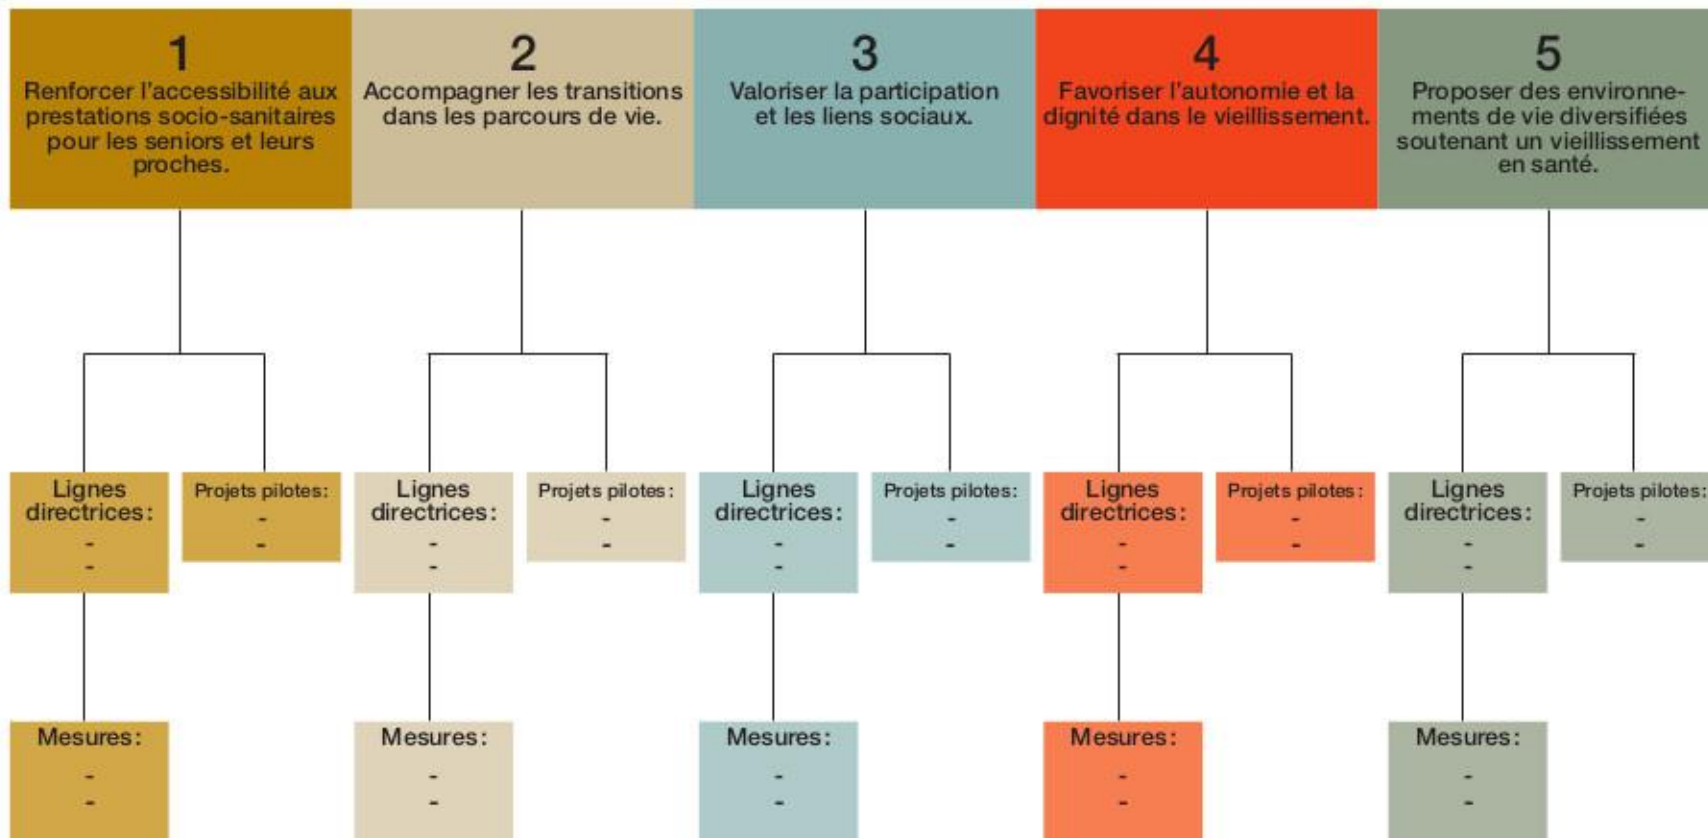 1
Renforcer l'accessibilité aux
prestations socio-sanitaires
pour les seniors et leurs
proches.
2
Accompagner les transitions
dans les parcours de vie.
3
Valoriser la participation
et les liens sociaux.
4
Favoriser l'autonomie et la
dignité dans le vieillissement.
5
Proposer des environne-
ments de vie diversifiées
soutenant un vieillissement
en santé.
Lignes
directrices:
-
-
Projets pilotes:
-
-
Lignes
directrices:
-
-
Projets pilotes:
-
-
Lignes
directrices:
-
-
Projets pilotes:
-
-
Lignes
directrices:
-
-
Projets pilotes:
-
-
Lignes
directrices:
-
-
Projets pilotes:
-
-
Mesures:
-
-
Mesures:
-
-
Mesures:
-
-
Mesures:
-
-
Mesures:
-
-